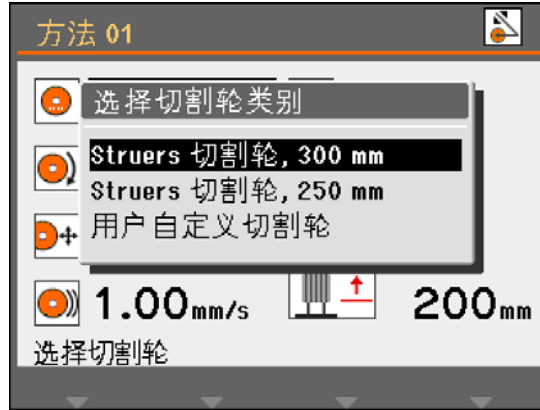 方法 01
选择切割轮类别
Struers 切割轮, 300 mm
Struers 切割轮, 250 mm
用户自定义切割轮
1.00mm/s 200mm
选择切割轮